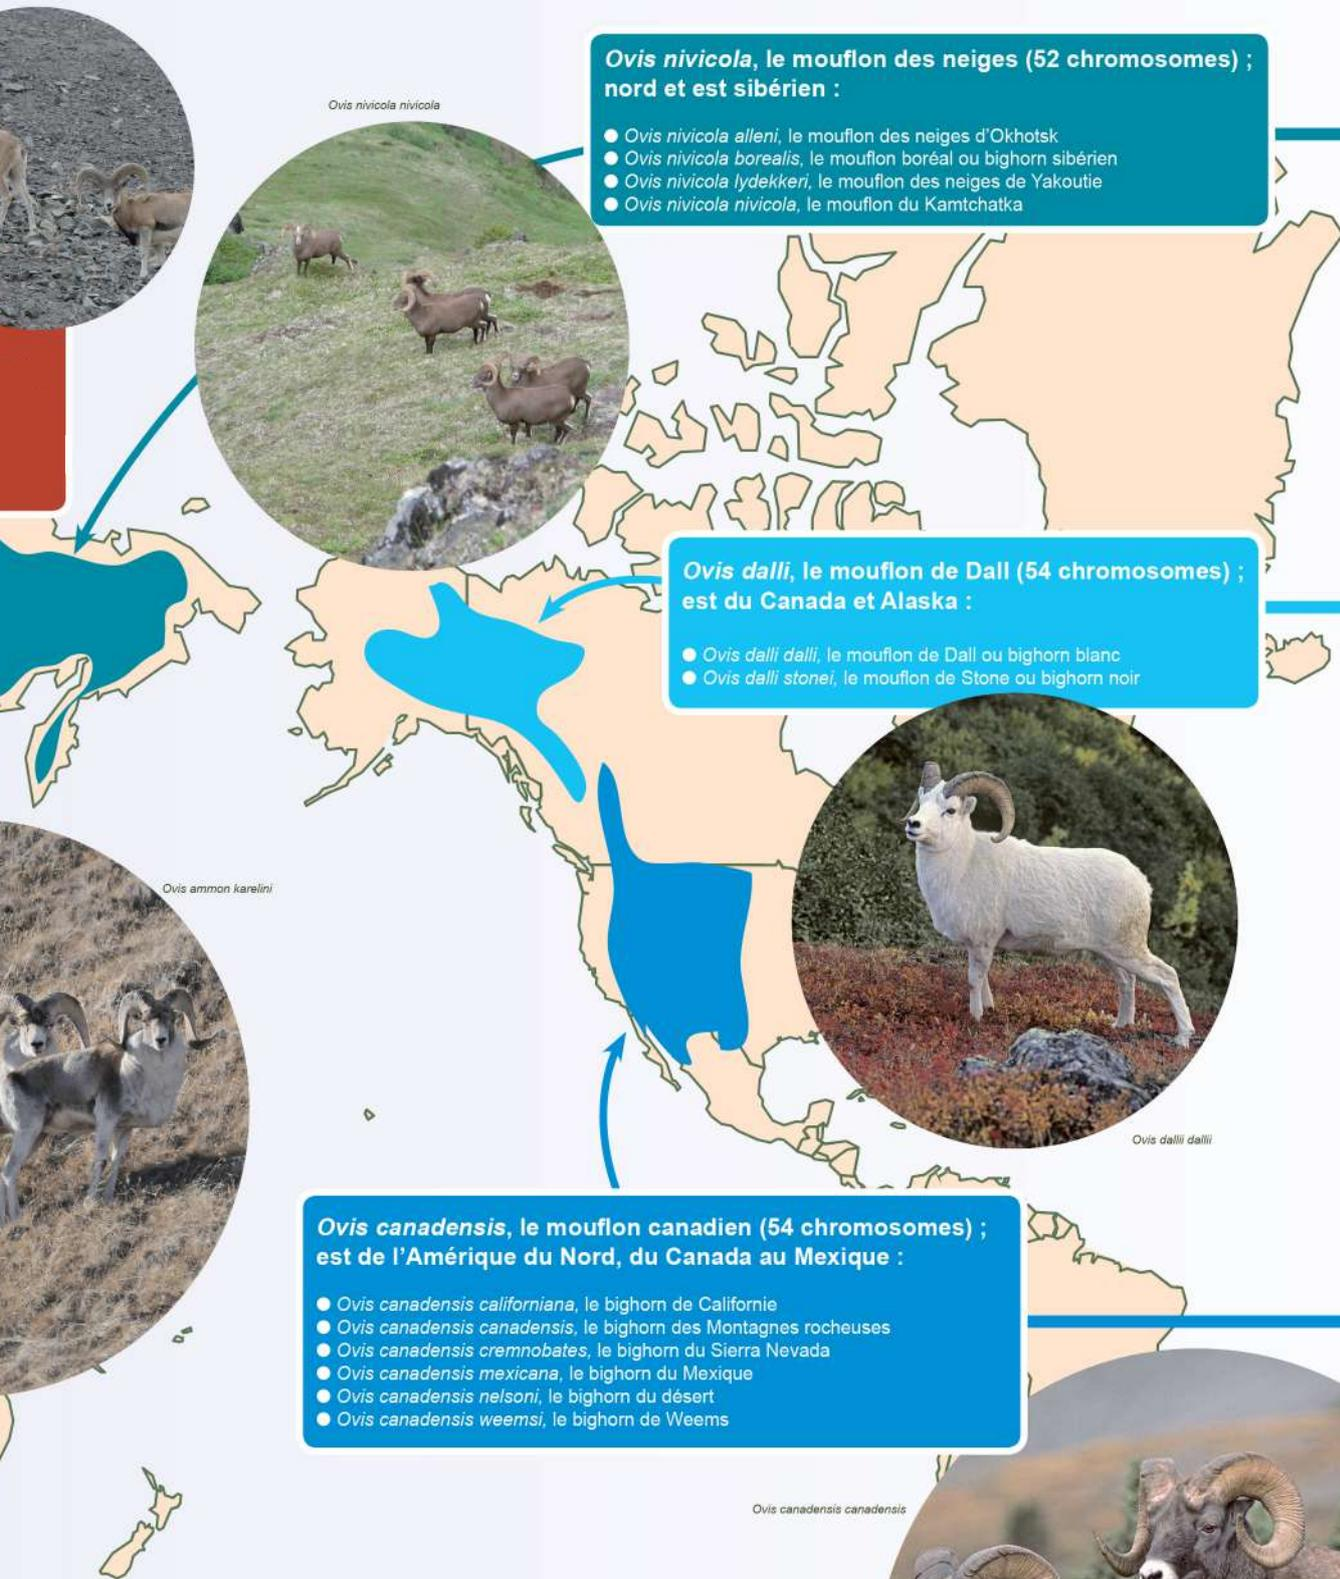 Ovis nivicola, le mouflon des neiges (52 chromosomes) ;
nord et est sibérien :
Ovis nivicola nivicola
● Ovis nivicola alleni, le mouflon des neiges d'Okhotsk
● Ovis nivicola borealis, le mouflon boréal ou bighorn sibérien
● Ovis nivicola lydekkeri, le mouflon des neiges de Yakoutie
● Ovis nivicola nivicola, le mouflon du Kamtchatka
Ovis dalli, le mouflon de Dall (54 chromosomes) ;
est du Canada et Alaska :
● Ovis dalli dalli, le mouflon de Dall ou bighorn blanc
● Ovis dalli stonei, le mouflon de Stone ou bighorn noir
Ovis ammon karelini
Ovis dallii dallii
Ovis canadensis, le mouflon canadien (54 chromosomes) ;
est de l'Amérique du Nord, du Canada au Mexique :
● Ovis canadensis californiana, le bighorn de Californie
● Ovis canadensis canadensis, le bighorn des Montagnes rocheuses
● Ovis canadensis cremnobates, le bighorn du Sierra Nevada
● Ovis canadensis mexicana, le bighorn du Mexique
● Ovis canadensis nelsoni, le bighorn du désert
● Ovis canadensis weemsi, le bighorn de Weems
Ovis canadensis canadensis